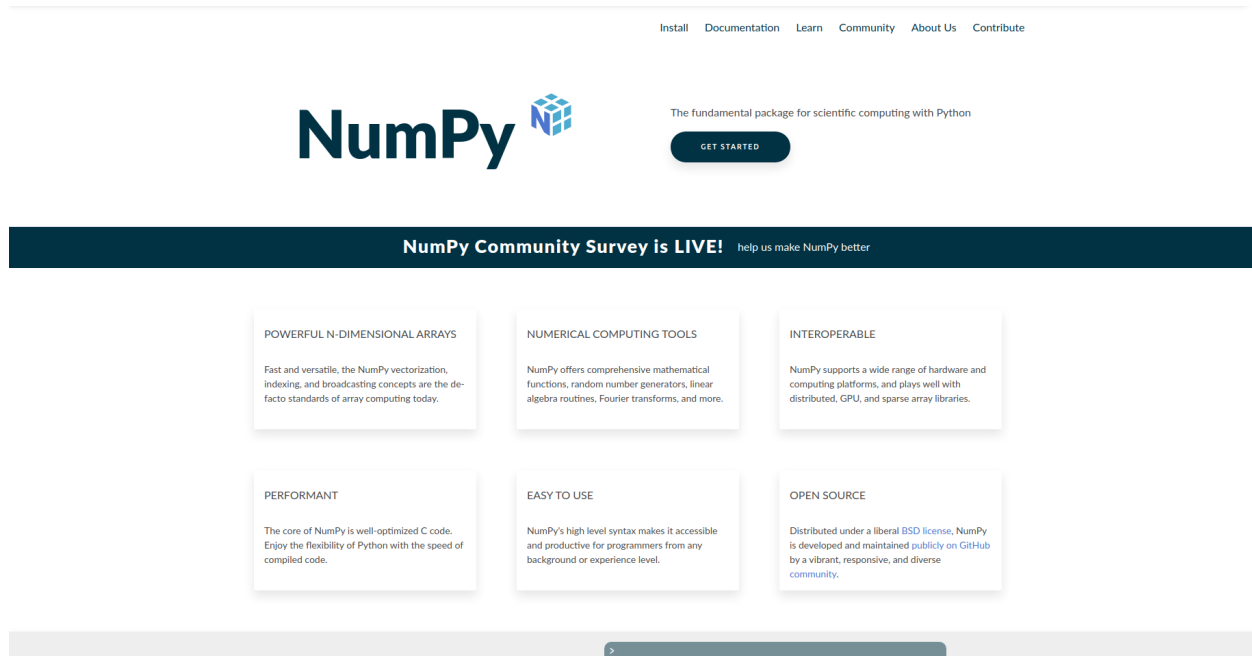 Install Documentation Learn Community About Us Contribute
NumPy
The fundamental package for scientific computing with Python
GET STARTED
NumPy Community Survey is LIVE! help us make NumPy better
POWERFUL N-DIMENSIONAL ARRAYS
Fast and versatile, the NumPy vectorization,
indexing, and broadcasting concepts are the de-
facto standards of array computing today.
NUMERICAL COMPUTING TOOLS
NumPy offers comprehensive mathematical
functions, random number generators, linear
algebra routines, Fourier transforms, and more.
INTEROPERABLE
NumPy supports a wide range of hardware and
computing platforms, and plays well with
distributed, GPU, and sparse array libraries.
PERFORMANT
The core of NumPy is well-optimized C code.
Enjoy the flexibility of Python with the speed of
compiled code.
EASY TO USE
NumPy's high level syntax makes it accessible
and productive for programmers from any
background or experience level.
OPEN SOURCE
Distributed under a liberal BSD license, NumPy
is developed and maintained publicly on GitHub
by a vibrant, responsive, and diverse
community.
>